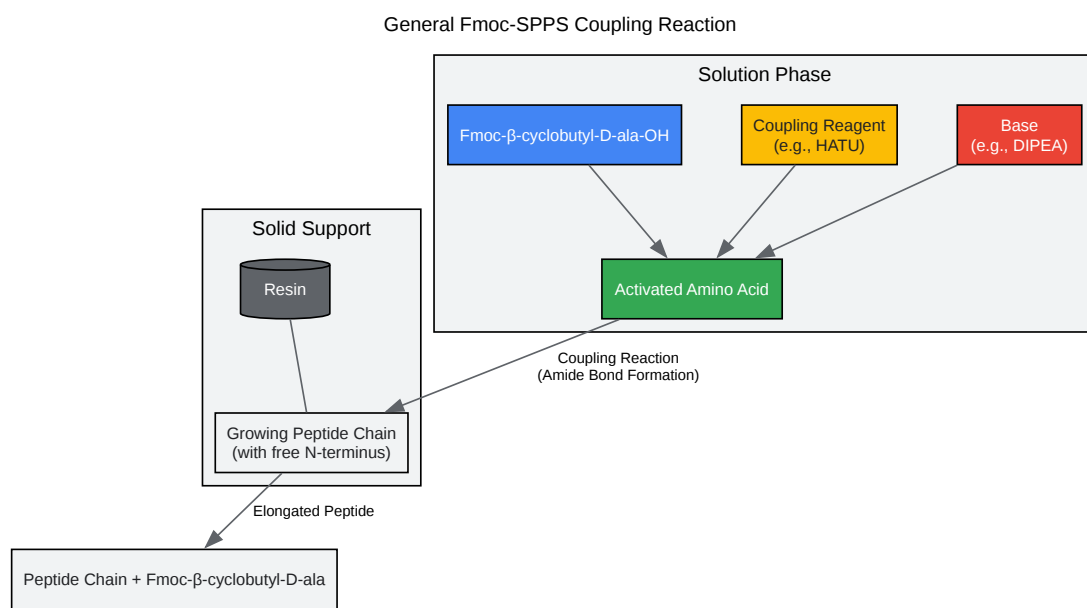 General Fmoc-SPPS Coupling Reaction
Solution Phase
Fmoc-β-cyclobutyl-D-ala-OH
Coupling Reagent
(e.g., HATU)
Base
(e.g., DIPEA)
Solid Support
Resin
Activated Amino Acid
Coupling Reaction
(Amide Bond Formation)
Growing Peptide Chain
(with free N-terminus)
Elongated Peptide
Peptide Chain + Fmoc-β-cyclobutyl-D-ala